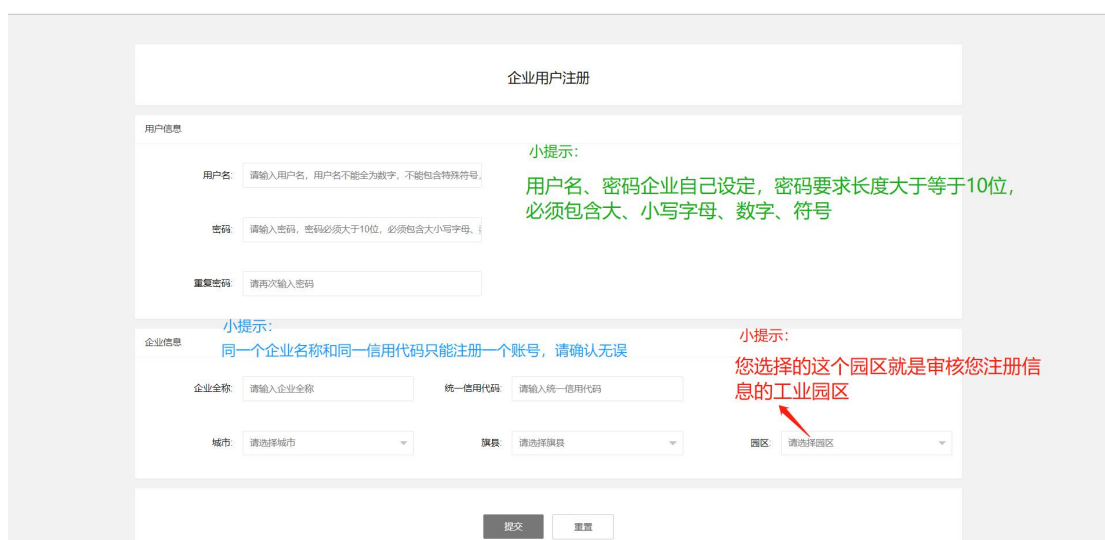 企业用户注册
用户信息
小提示：
用户名: 请输入用户名，用户名不能全为数字，不能包含特殊符号,
用户名、密码企业自己设定，密码要求长度大于等于10位，
必须包含大、小写字母、数字、符号
密码: 请输入密码，密码必须大于10位，必须包含大小写字母、
重复密码: 请再次输入密码
小提示：
企业信息
同一个企业名称和同一信用代码只能注册一个账号，请确认无误
小提示：
您选择的这个园区就是审核您注册信
息的工业园区
企业全称: 请输入企业全称 统一信用代码: 请输入统一信用代码
城市: 请选择城市 旗县: 请选择旗县 园区: 请选择园区
提交 重置